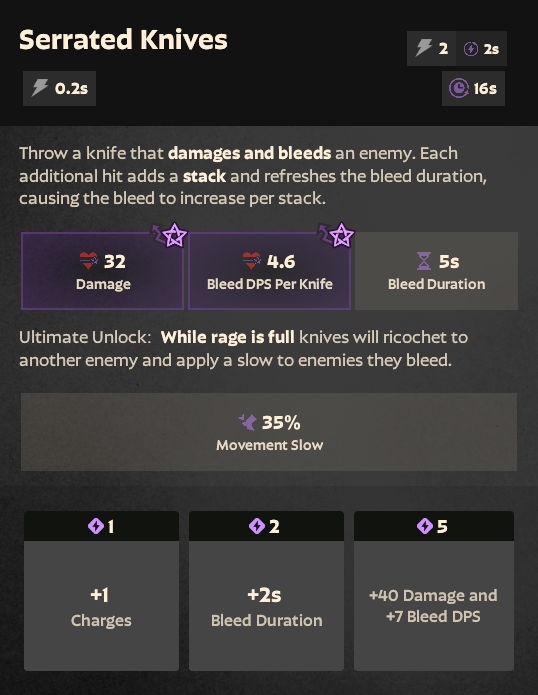 Serrated Knives
2 2s
0.2s 16s
Throw a knife that damages and bleeds an enemy. Each
additional hit adds a stack and refreshes the bleed duration,
causing the bleed to increase per stack.
32 4.6 5s
Damage Bleed DPS Per Knife Bleed Duration
Ultimate Unlock: While rage is full knives will ricochet to
another enemy and apply a slow to enemies they bleed.
35%
Movement Slow
1 2 5
+1 +2s +40 Damage and
Charges Bleed Duration +7 Bleed DPS